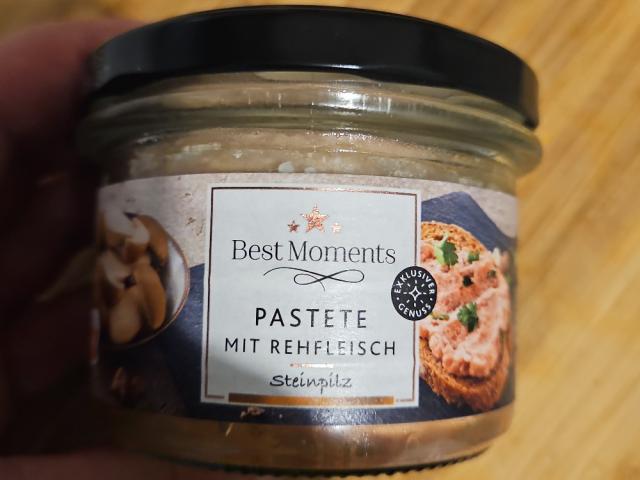 Best Moments
EXKLUSIVER
GENUSS
PASTETE
MIT REHFLEISCH
Steinpilz